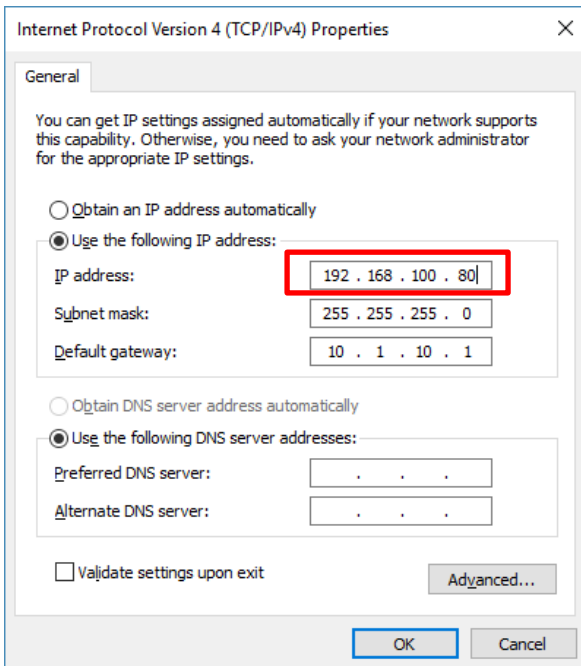 Internet Protocol Version 4 (TCP/IPv4) Properties
General
You can get IP settings assigned automatically if your network supports
this capability. Otherwise, you need to ask your network administrator
for the appropriate IP settings.
Obtain an IP address automatically
Use the following IP address:
IP address: 192 . 168 . 100 . 80
Subnet mask: 255 . 255 . 255 . 0
Default gateway: 10 . 1 . 10 . 1
Obtain DNS server address automatically
Use the following DNS server addresses:
Preferred DNS server: . . .
Alternate DNS server: . . .
Validate settings upon exit
Advanced...
OK Cancel